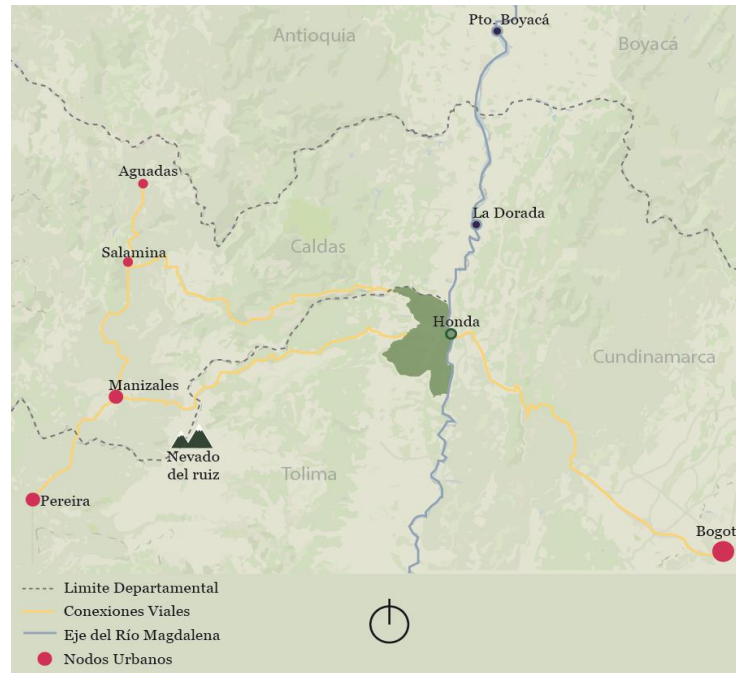 Pto. Boyacá
Antioquia
Boyacá
Aguadas
La Dorada
Caldas
Salamina
Honda
Cundinamarca
Manizales
Nevado
del ruiz
Tolima
Pereira
Bogot
Limite Departamental
Conexiones Viales
Eje del Río Magdalena
Nodos Urbanos